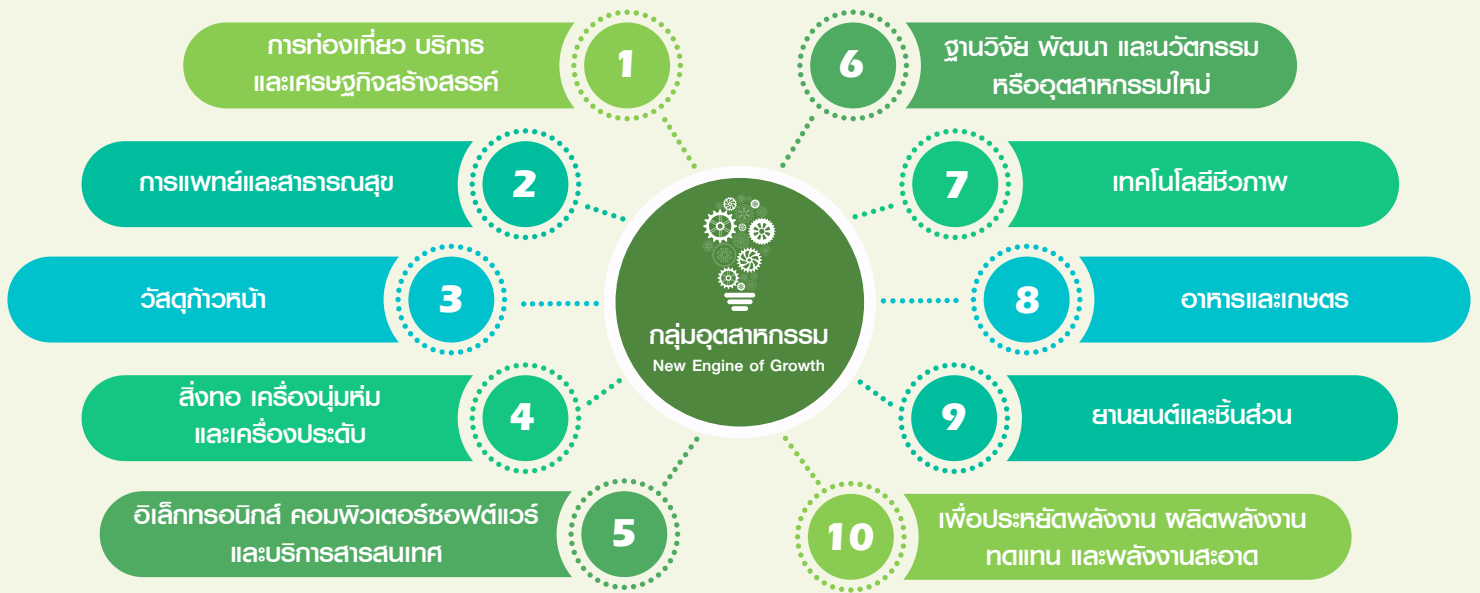 การท่องเที่ยว บริการ
และเศรษฐกิจสร้างสรรค์
1
การแพทย์และสาธารณสุข
2
วัสดุก้าวหน้า
3
สิ่งทอ เครื่องนุ่มห่ม
และเครื่องประดับ
4
อิเล็กทรอนิกส์ คอมพิวเตอร์ซอฟต์แวร์
และบริการสารสนเทศ
5
กลุ่มอุตสาหกรรม
New Engine of Growth
6
ฐานวิจัย พัฒนา และนวัตกรรม
หรืออุตสาหกรรมใหม่
7
เทคโนโลยีชีวภาพ
8
อาหารและเกษตร
9
ยานยนต์และชิ้นส่วน
10
เพื่อประหยัดพลังงาน ผลิตพลังงาน
ทดแทน และพลังงานสะอาด